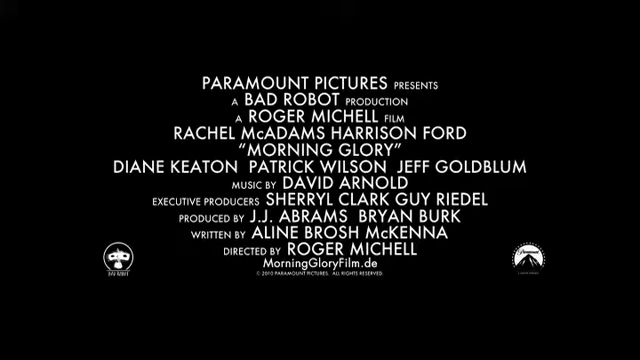 PARAMOUNT PICTURES PRESENTS
A BAD ROBOT PRODUCTION
A ROGER MICHELL FILM
RACHEL McADAMS HARRISON FORD
“MORNING GLORY”
DIANE KEATON PATRICK WILSON JEFF GOLDBLUM
MUSIC BY DAVID ARNOLD
EXECUTIVE PRODUCERS SHERRYL CLARK GUY RIEDEL
PRODUCED BY J.J. ABRAMS BRYAN BURK
WRITTEN BY ALINE BROSH McKENNA
DIRECTED BY ROGER MICHELL
MorningGloryFilm.de
© 2010 PARAMOUNT PICTURES. ALL RIGHTS RESERVED.
Paramount